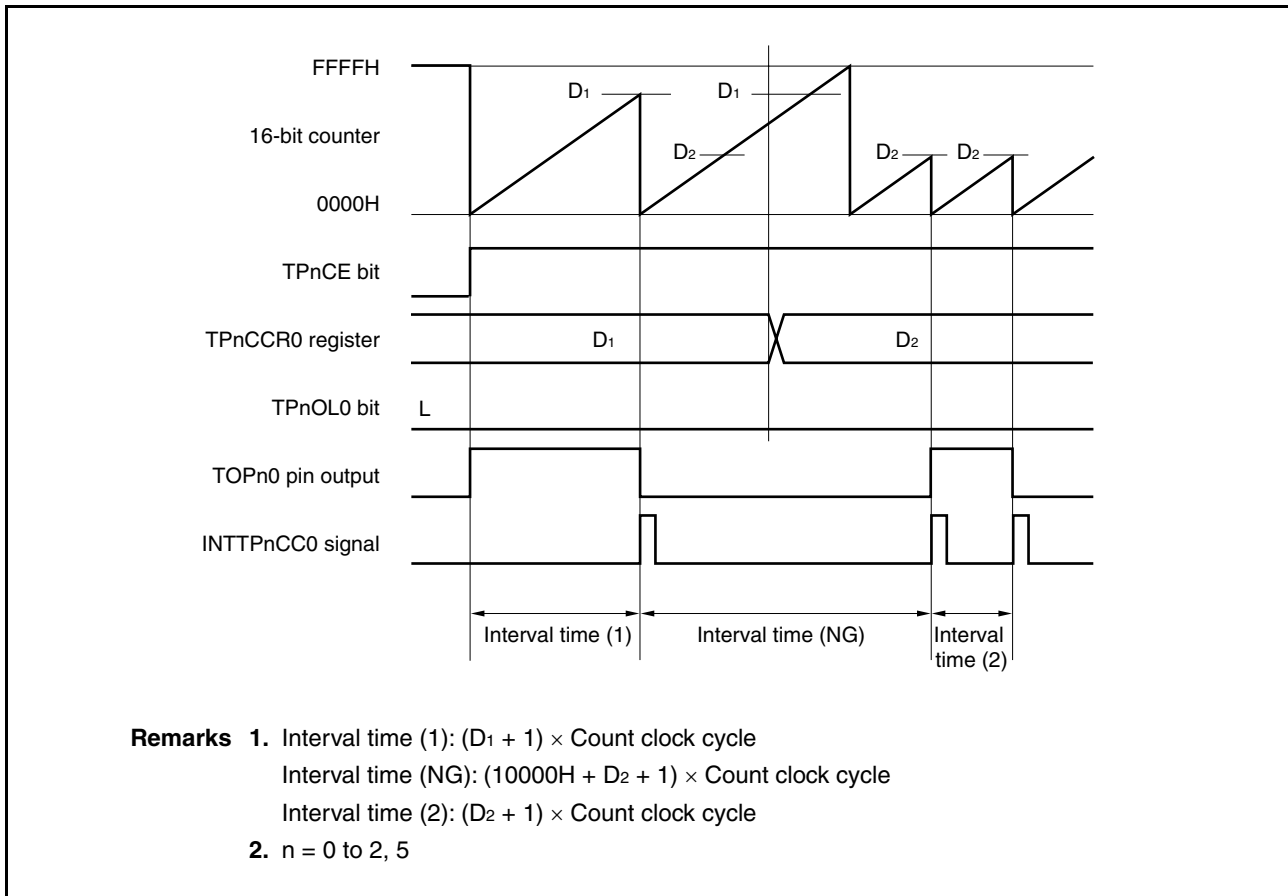 FFFFH
D1 D1
16-bit counter
D2 D2 D2
0000H
TPnCE bit
TPnCCR0 register D1 D2
TPnOL0 bit L
TOPn0 pin output
INTTPnCC0 signal
Interval time (1) Interval time (NG) Interval
time (2)
Remarks 1. Interval time (1): (D1 + 1) × Count clock cycle
Interval time (NG): (10000H + D2 + 1) × Count clock cycle
Interval time (2): (D2 + 1) × Count clock cycle
2. n = 0 to 2, 5